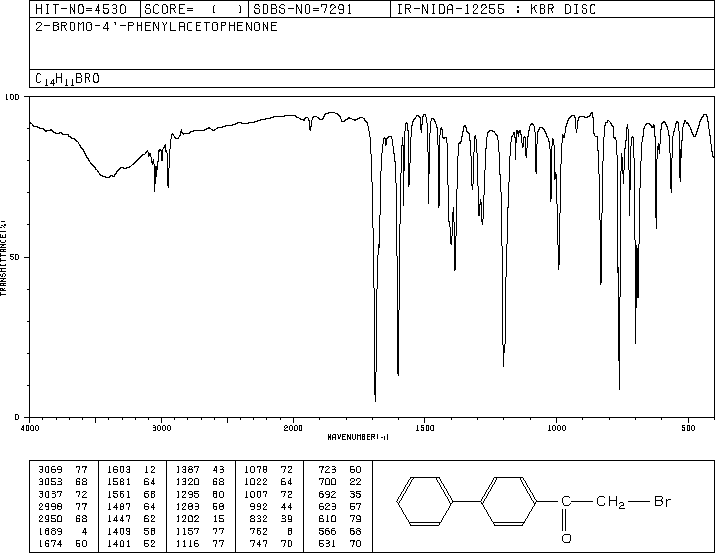 HIT-NO=4530 SCORE= ( ) SDBS-NO=7291 IR-NIDA-12255 : KBR DISC
2-BROMO-4'-PHENYLACETOPHENONE
C14H11BRO
100
50
0
TRANSMITTANCE(%)
4000 3000 2000 1500 1000 500
WAVENUMBER(-1)
3069 77 1603 12 1387 43 1078 72 723 60
3053 68 1581 64 1320 68 1022 64 700 22
3037 72 1561 68 1295 60 1007 72 692 35
2998 77 1487 64 1283 58 992 44 623 57
2950 68 1447 62 1202 15 832 39 610 79
1689 4 1409 58 1157 77 762 8 566 68
1674 50 1401 52 1116 77 747 70 531 70
C CH2 Br
O